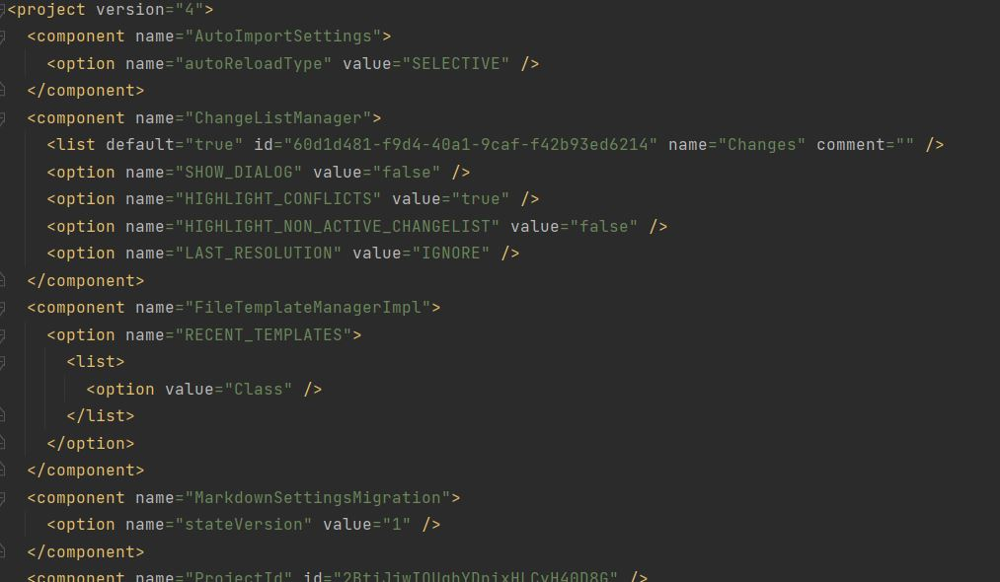 <project version="4">
<component name="AutoImportSettings">
<option name="autoReloadType" value="SELECTIVE" />
</component>
<component name="ChangeListManager">
<list default="true" id="60d1d481-f9d4-40a1-9caf-f42b93ed6214" name="Changes" comment="" />
<option name="SHOW_DIALOG" value="false" />
<option name="HIGHLIGHT_CONFLICTS" value="true" />
<option name="HIGHLIGHT_NON_ACTIVE_CHANGELIST" value="false" />
<option name="LAST_RESOLUTION" value="IGNORE" />
</component>
<component name="FileTemplateManagerImpl">
<option name="RECENT_TEMPLATES">
<list>
<option value="Class" />
</list>
</option>
</component>
<component name="MarkdownSettingsMigration">
<option name="stateVersion" value="1" />
</component>
<component name="ProjectId" id= />